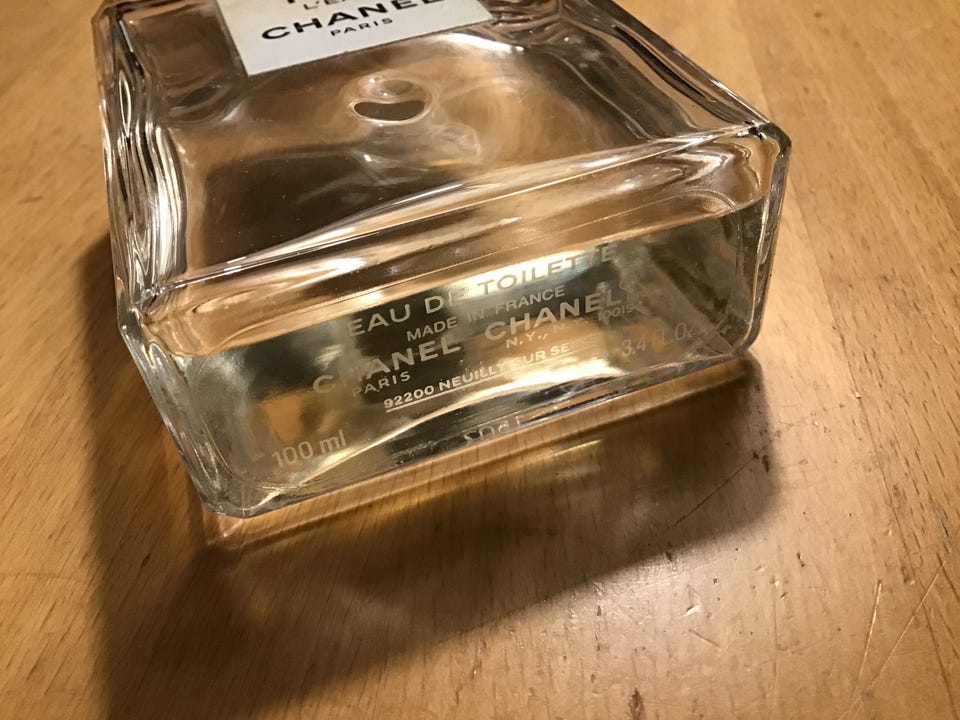 CHANEL
PARIS
EAU DE TOILETTE
MADE IN FRANCE
CHANEL CHANEL
PARIS N.Y., N.
92200 NEUILLY SUR SEINE
100 ml 3.4 fl.oz